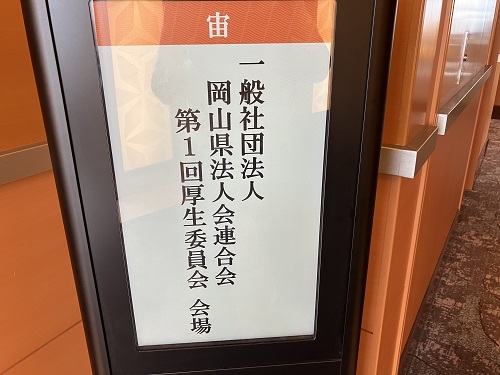 宙
一般社団法人
岡山県法人会連合会
第1回厚生委員会 会場